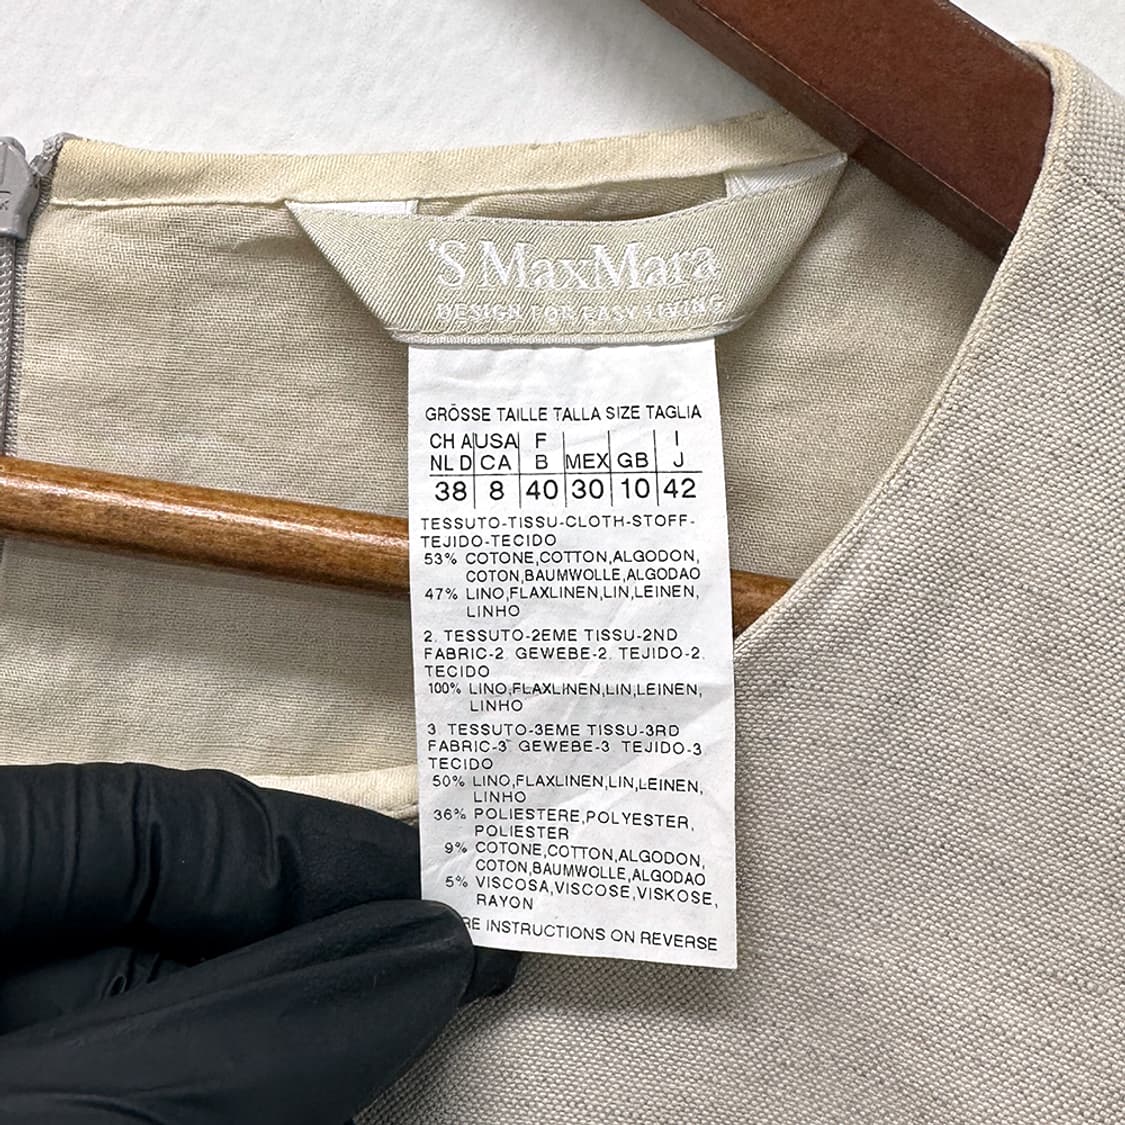 'S MaxMara
DESIGN FOR EASY LIVING
GRÖSSE TAILLE TALLA SIZE TAGLIA
CH A USA F I
NL D CA B MEX GB J
38 8 40 30 10 42
TESSUTO-TISSU-CLOTH-STOFF-
TEJIDO-TECIDO
53% COTONE,COTTON,ALGODON,
COTON,BAUMWOLLE,ALGODAO
47% LINO,FLAXLINEN,LIN,LEINEN,
LINHO
2. TESSUTO-2EME TISSU-2ND
FABRIC-2. GEWEBE-2. TEJIDO-2.
TECIDO
100% LINO,FLAXLINEN,LIN,LEINEN,
LINHO
3. TESSUTO-3EME TISSU-3RD
FABRIC-3 GEWEBE-3 TEJIDO-3
TECIDO
50% LINO,FLAXLINEN,LIN,LEINEN,
LINHO
36% POLIESTERE,POLYESTER,
POLIESTER
9% COTONE,COTTON,ALGODON,
COTON,BAUMWOLLE,ALGODAO
5% VISCOSA,VISCOSE,VISKOSE,
RAYON
RE INSTRUCTIONS ON REVERSE